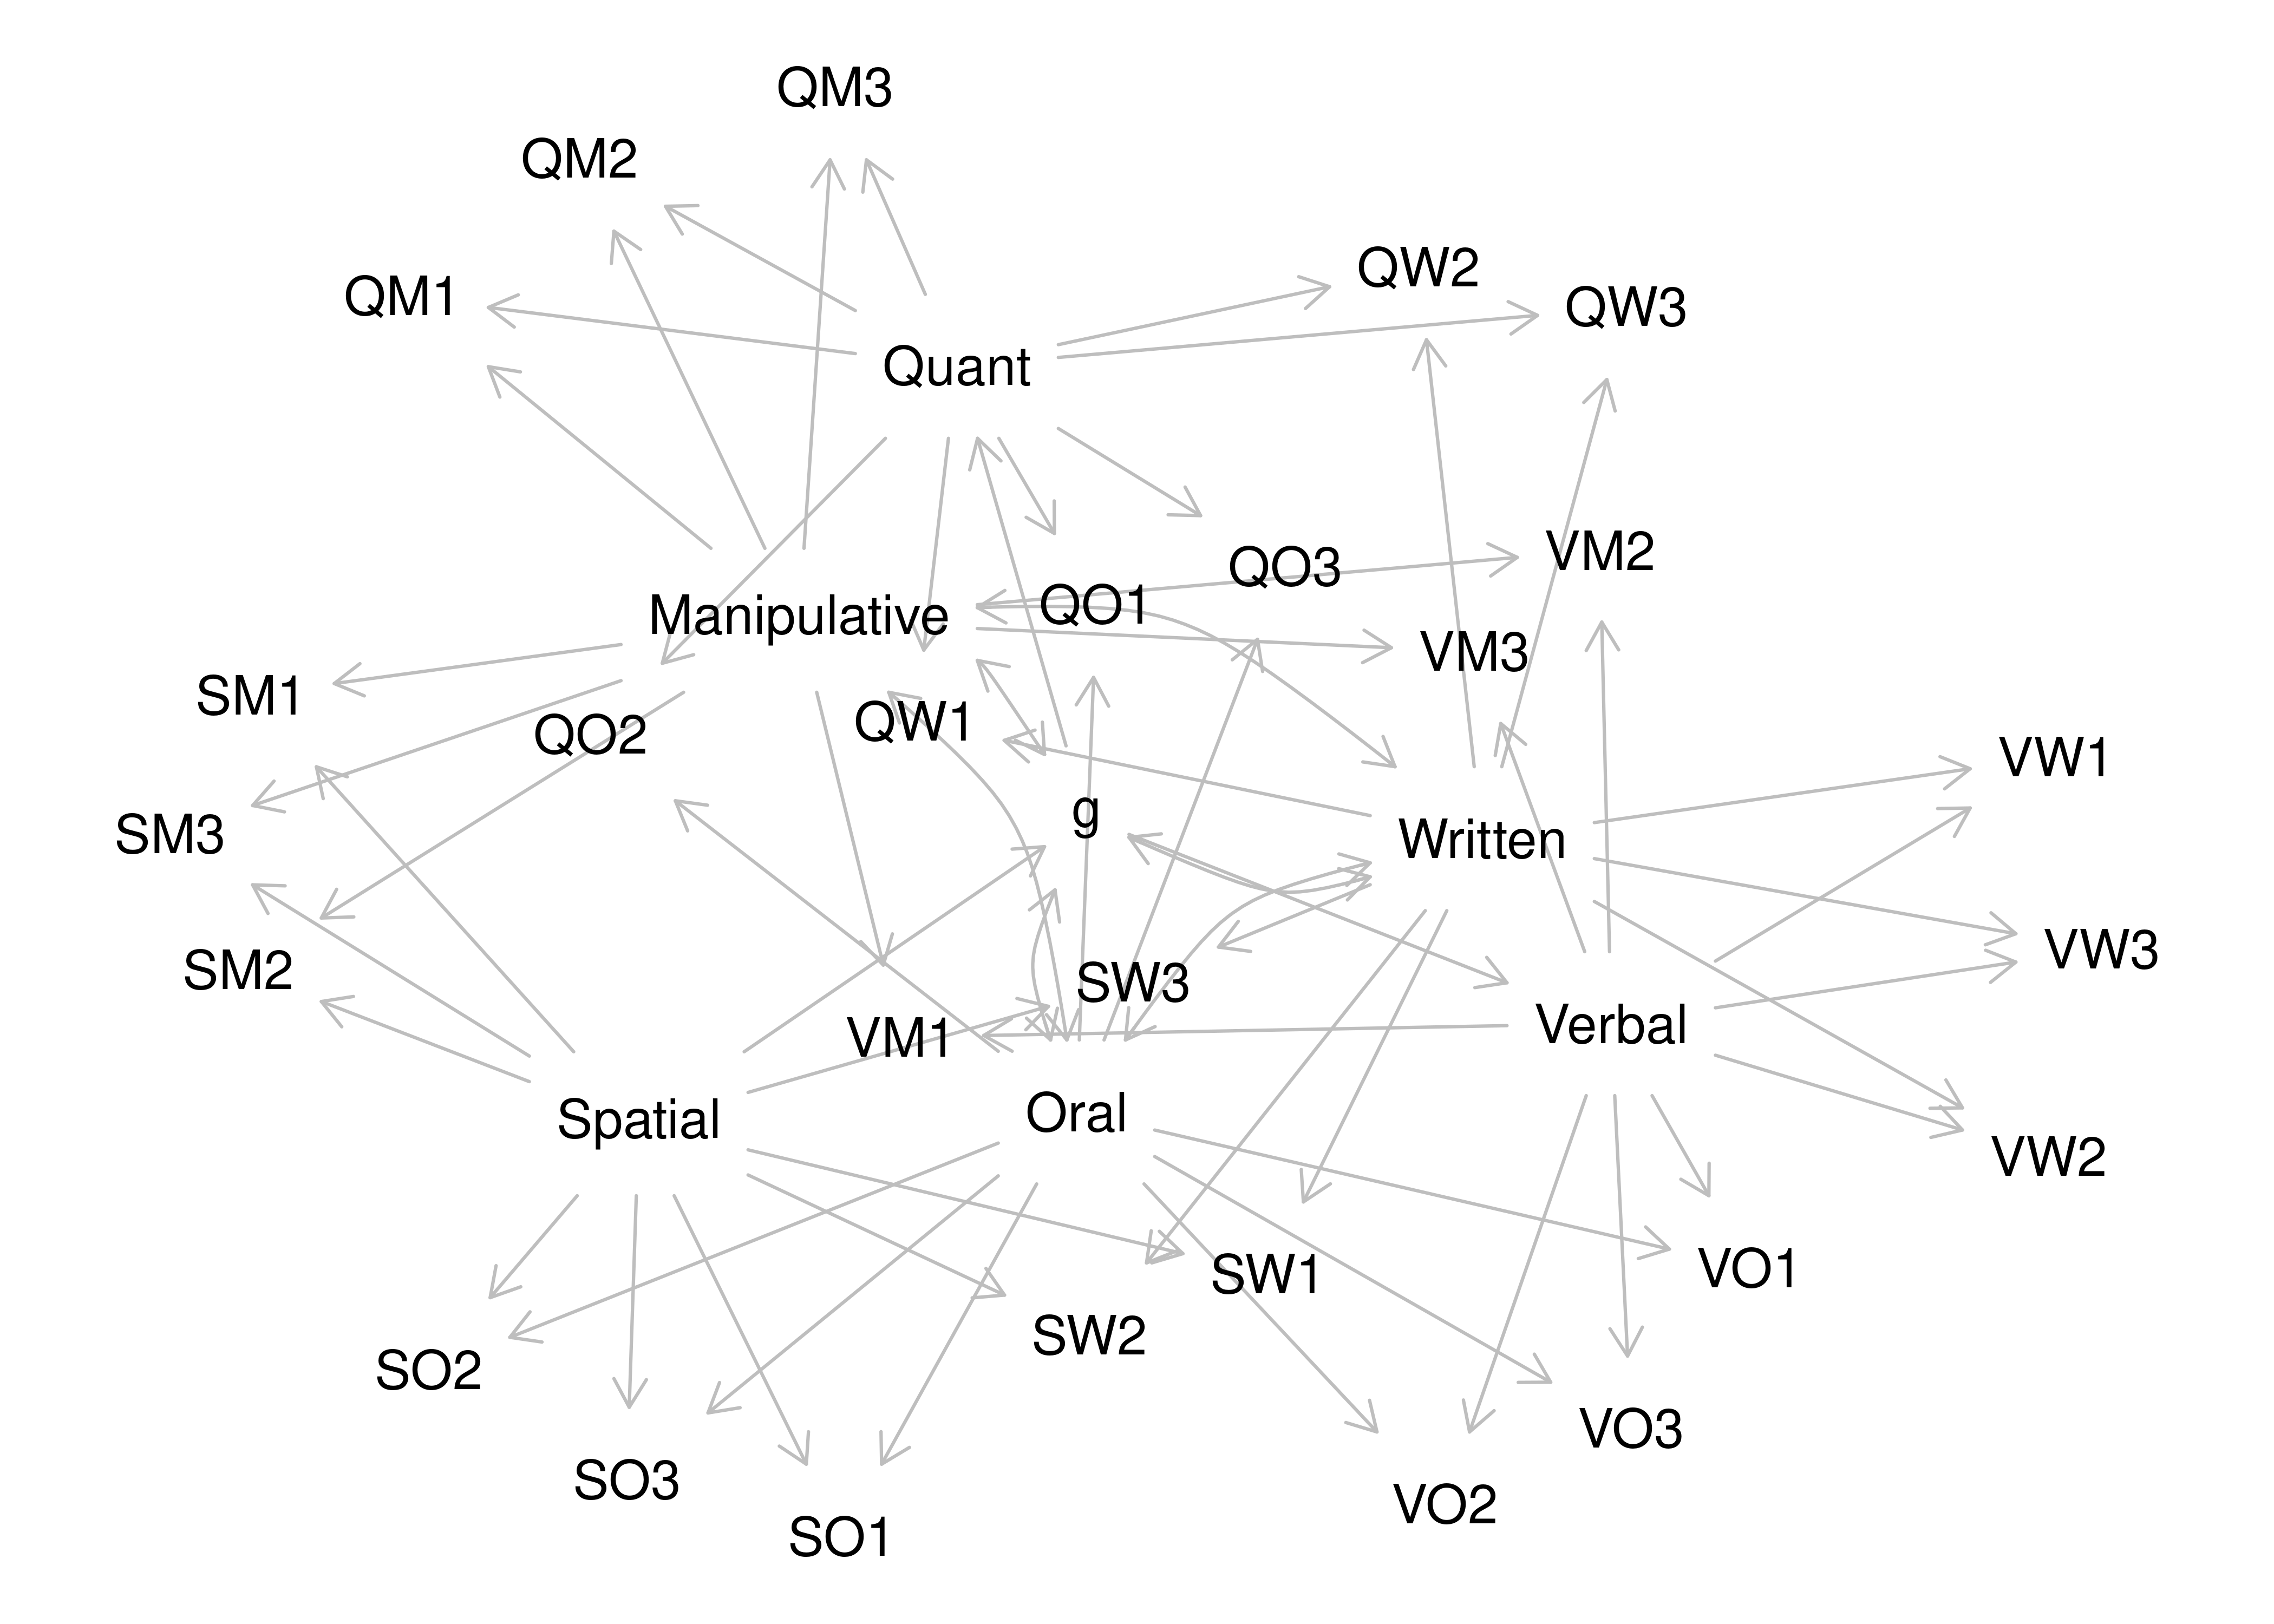 QM3
QM2
QW2
QM1
QW3
Quant
VM2
QO3
QO1
Manipulative
VM3
SM1
QW1
QO2
VW1
g
SM3
Written
VW3
SM2
SW3
Verbal
VM1
Oral
Spatial
VW2
VO1
SW1
SW2
SO2
VO3
SO3
VO2
SO1